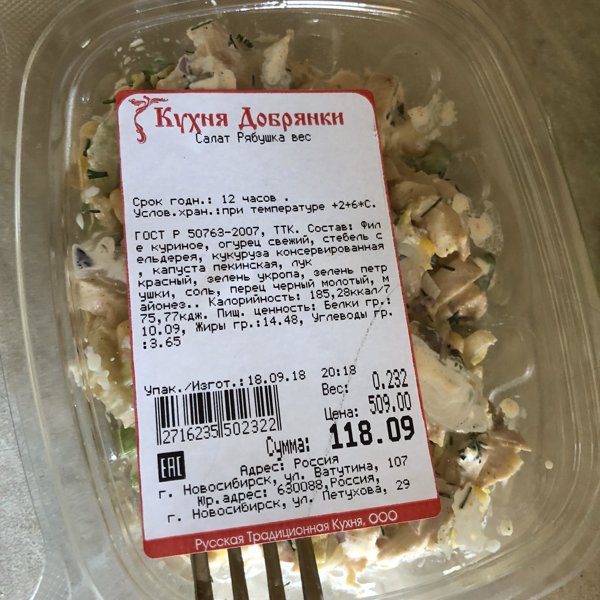 Кухня Добрянки
Салат Рябушка вес
Срок годн.: 12 часов .
Услов.хран.:при температуре +2+6*С.
ГОСТ Р 50763-2007, ТТК. Состав: Фил
е куриное, огурец свежий, стебель с
ельдерея, кукуруза консервированная
, капуста пекинская, лук
красный, зелень укропа, зелень петр
ушки, соль, перец черный молотый, м
айонез.. Калорийность: 185,28ккал/7
75,77кдж. Пищ. ценность: Белки гр.:
10.09, Жиры гр.:14.48, Углеводы гр.
:3.65
Упак./Изгот.:18.09.18 20:18
Вес: 0.232
Цена: 509.00
2716235502322
Сумма: 118.09
EAC
Адрес: Россия
г. Новосибирск, ул. Ватутина, 107
Юр.адрес: 630088,Россия,
г. Новосибирск, ул. Петухова, 29
Русская Традиционная Кухня, ООО